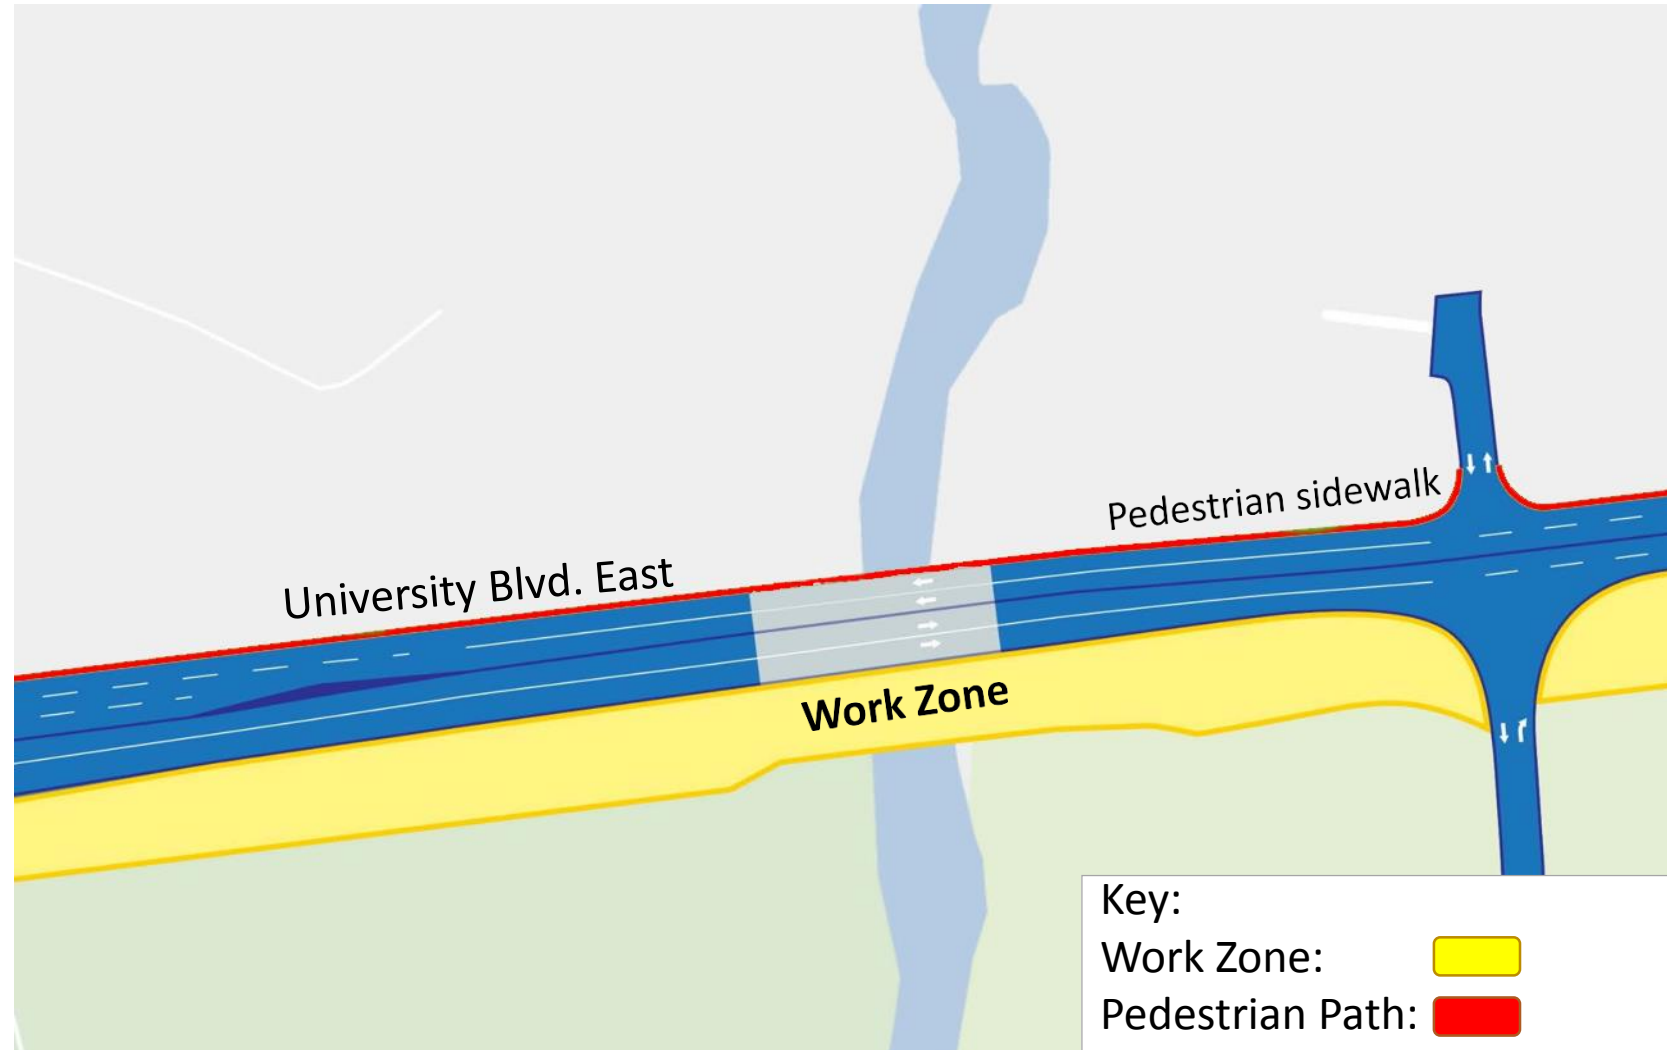 Pedestrian sidewalk
University Blvd. East
Work Zone
Key:
Work Zone:
Pedestrian Path: